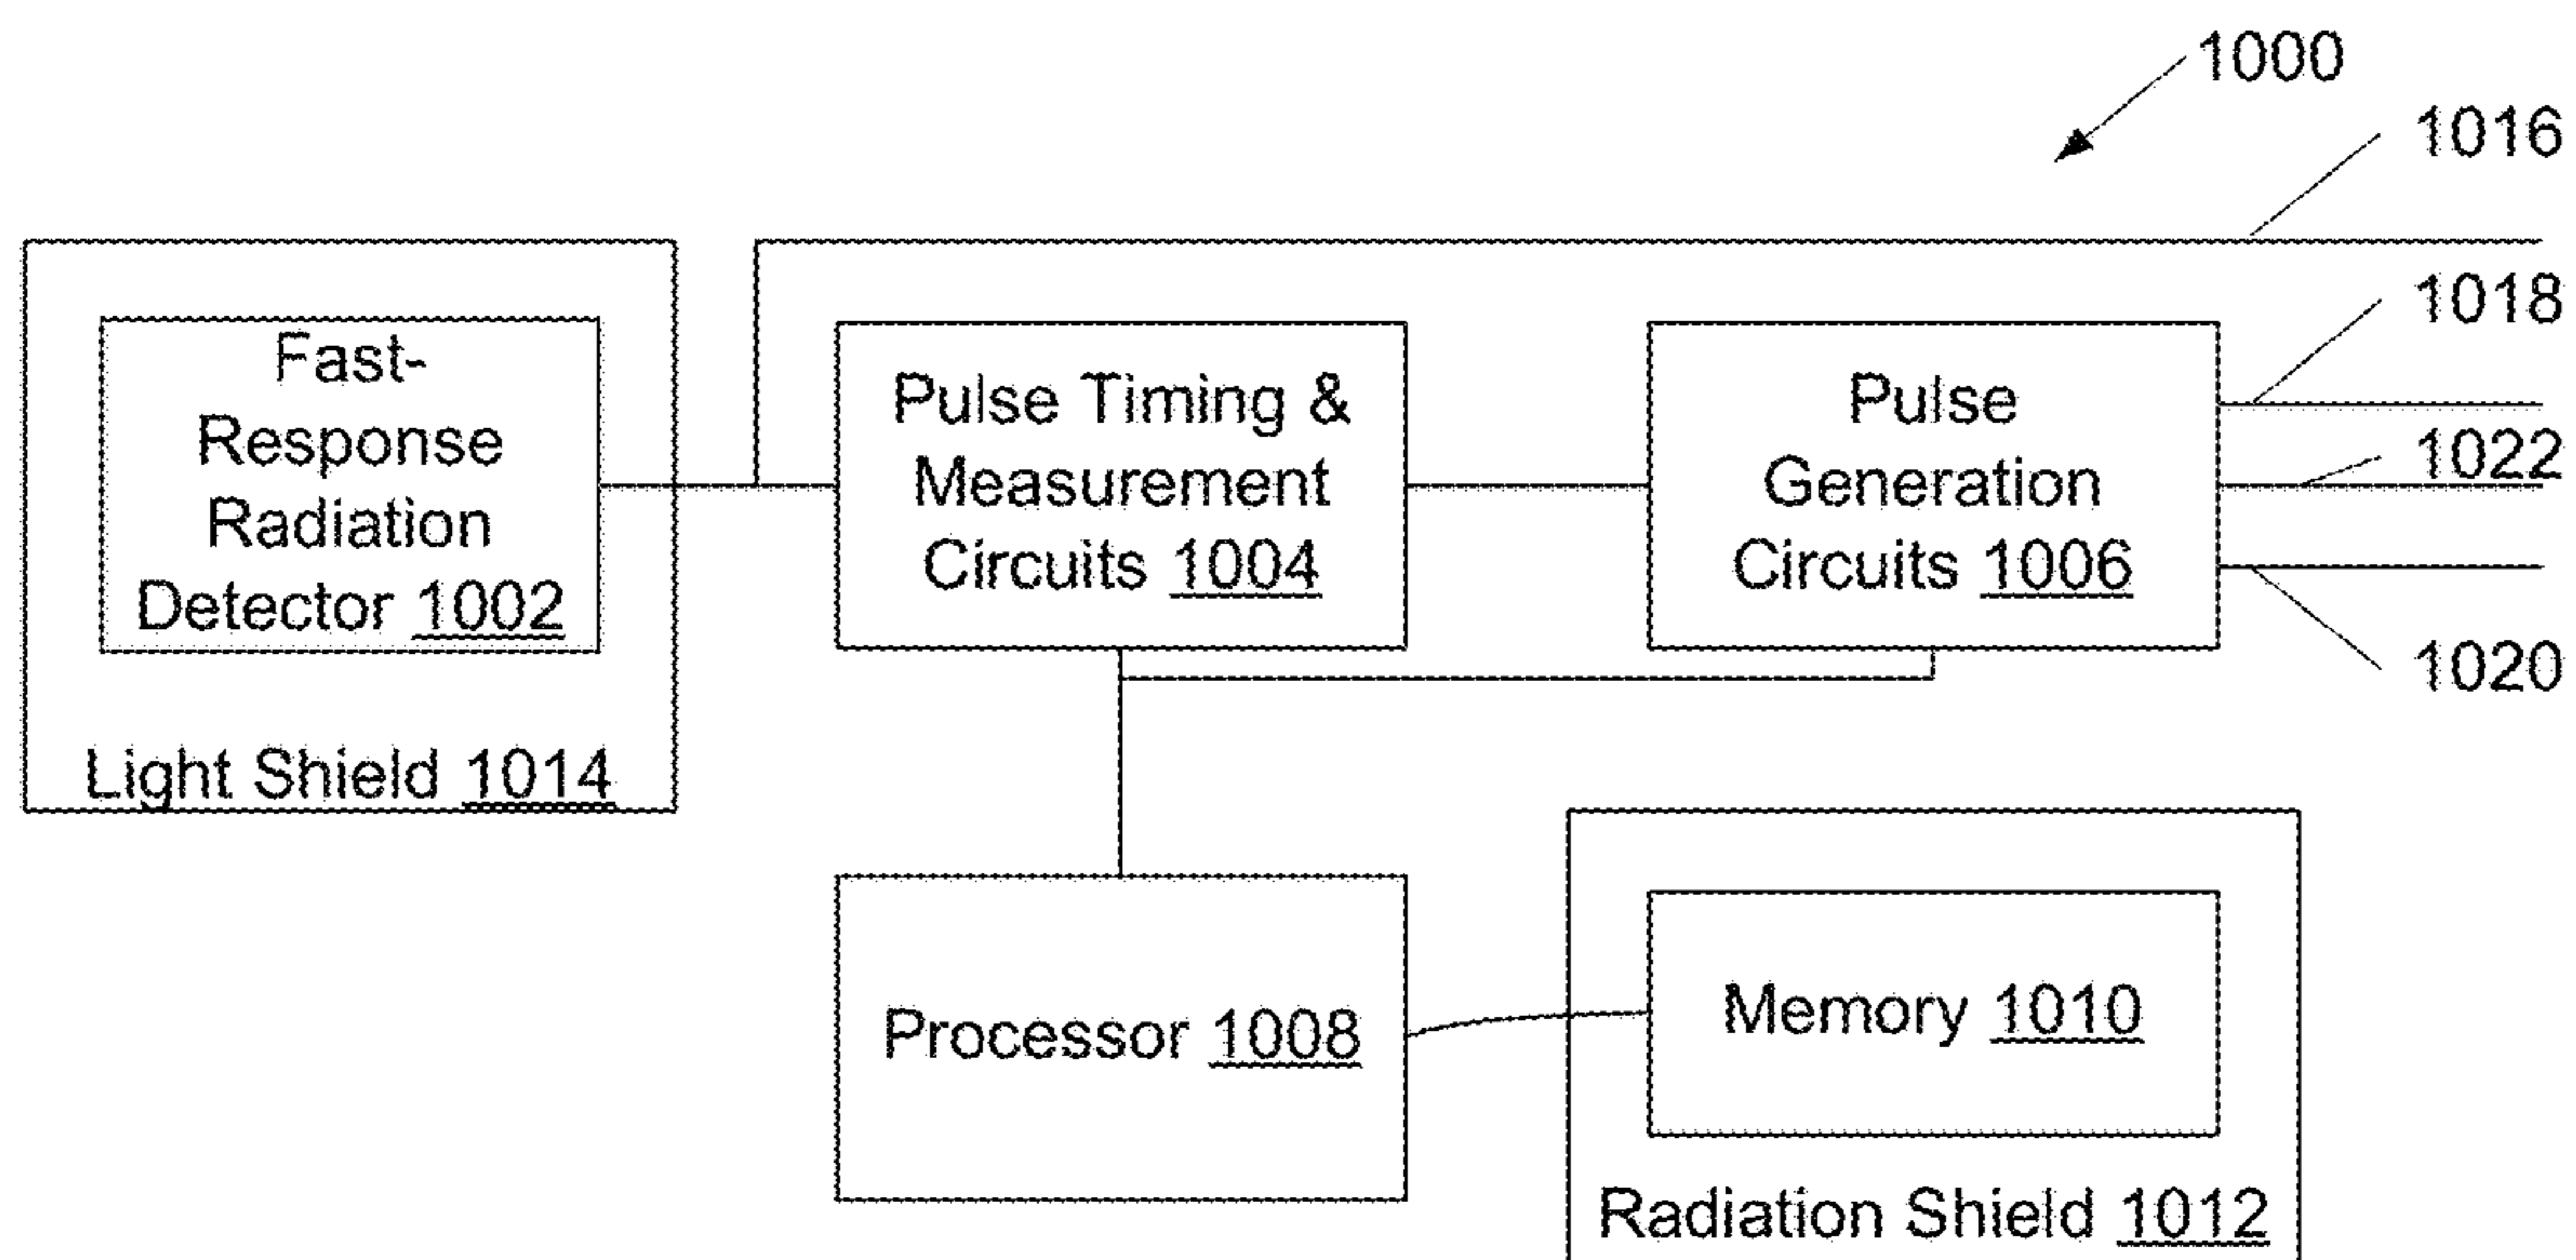 1000
1016
1018
1022
1020
Fast-
Response
Radiation
Detector 1002
Light Shield 1014
Pulse Timing &
Measurement
Circuits 1004
Pulse
Generation
Circuits 1006
Processor 1008
Memory 1010
Radiation Shield 1012